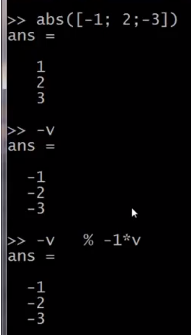 >> abs([-1; 2;-3])
ans =
1
2
3
>> -v
ans =
-1
-2
-3
>> -v   % -1*v
ans =
-1
-2
-3